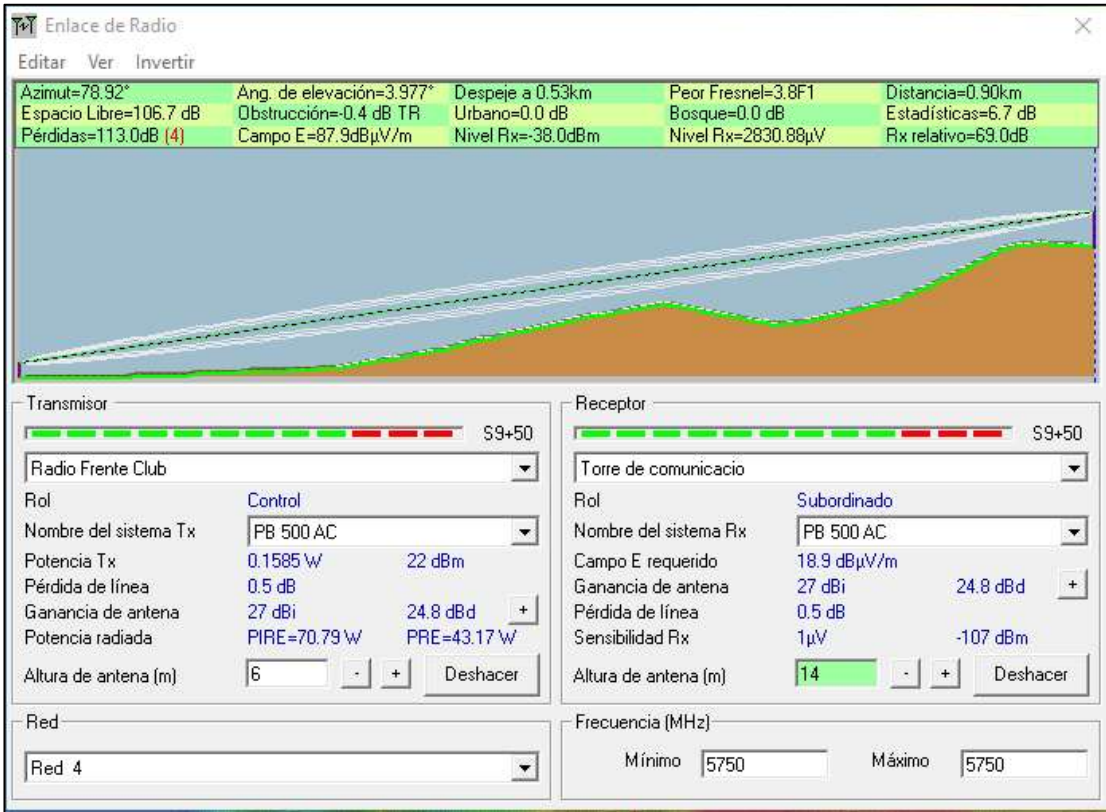 Enlace de Radio
Editar Ver Invertir
Azimut=78.92° Ang. de elevación=3.977° Despeje a 0.53km Peor Fresnel=3.8F1 Distancia=0.90km
Espacio Libre=106.7 dB Obstrucción=-0.4 dB TR Urbano=0.0 dB Bosque=0.0 dB Estadísticas=6.7 dB
Pérdidas=113.0dB (4) Campo E=87.9dBµV/m Nivel Rx=-38.0dBm Nivel Rx=2830.88µV Rx relativo=69.0dB
Transmisor
S9+50
Radio Frente Club
Rol Control
Nombre del sistema Tx PB 500 AC
Potencia Tx 0.1585 W 22 dBm
Pérdida de línea 0.5 dB
Ganancia de antena 27 dBi 24.8 dBd +
Potencia radiada PIRE=70.79 W PRE=43.17 W
Altura de antena (m) 6 - + Deshacer
Receptor
S9+50
Torre de comunicacio
Rol Subordinado
Nombre del sistema Rx PB 500 AC
Campo E requerido 18.9 dBµV/m
Ganancia de antena 27 dBi 24.8 dBd +
Pérdida de línea 0.5 dB
Sensibilidad Rx 1µV -107 dBm
Altura de antena (m) 14 - + Deshacer
Red
Red 4
Frecuencia (MHz)
Mínimo 5750 Máximo 5750